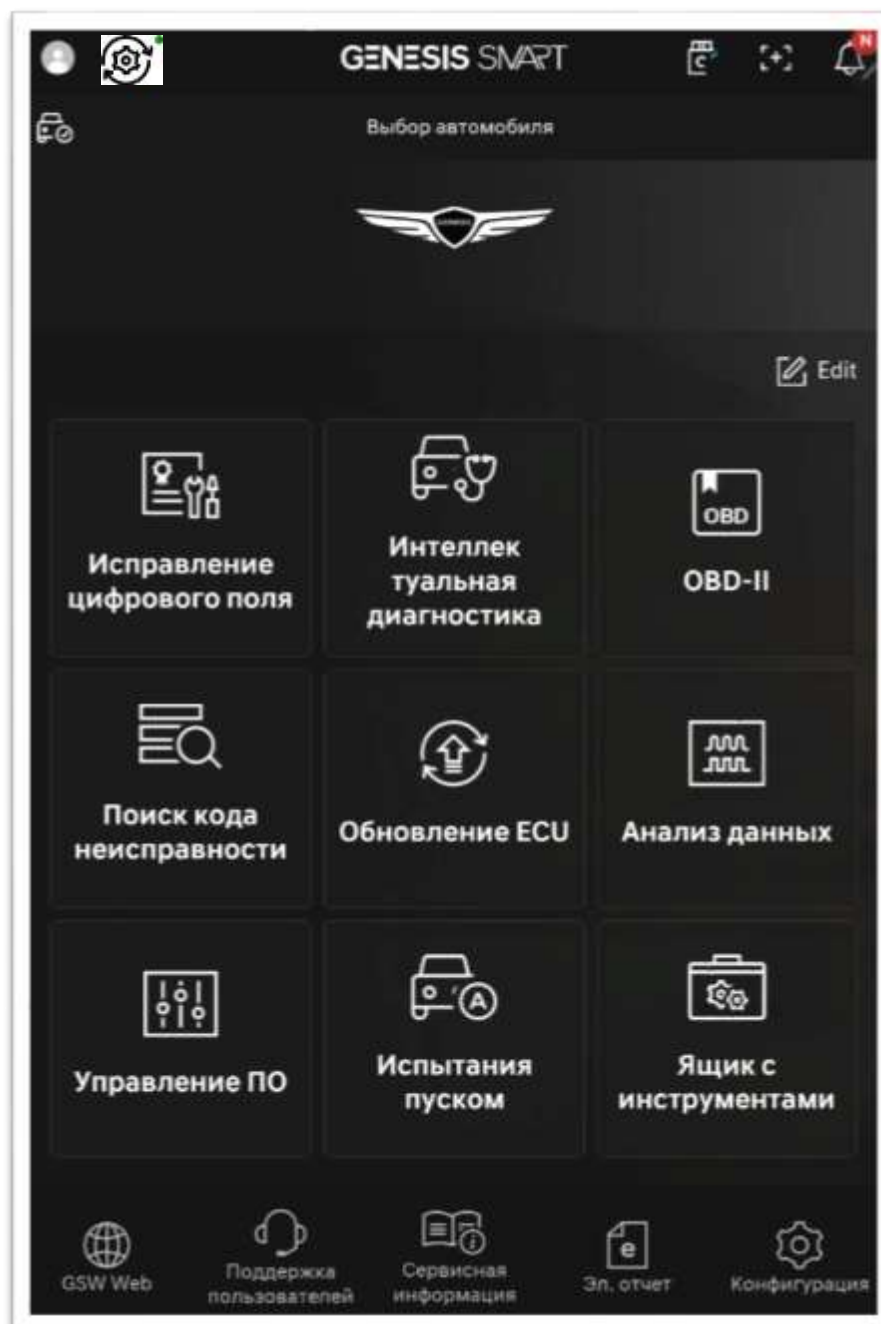 GENESIS SMART
C
N
Выбор автомобиля
GENESIS
Edit
Исправление
цифрового поля
Интеллек
туальная
диагностика
OBD
OBD-II
Поиск кода
неисправности
Обновление ECU
Анализ данных
Управление ПО
A
Испытания
пуском
Ящик с
инструментами
GSW Web
Поддержка
пользователей
Сервисная
информация
e
Эл. отчет
Конфигурация